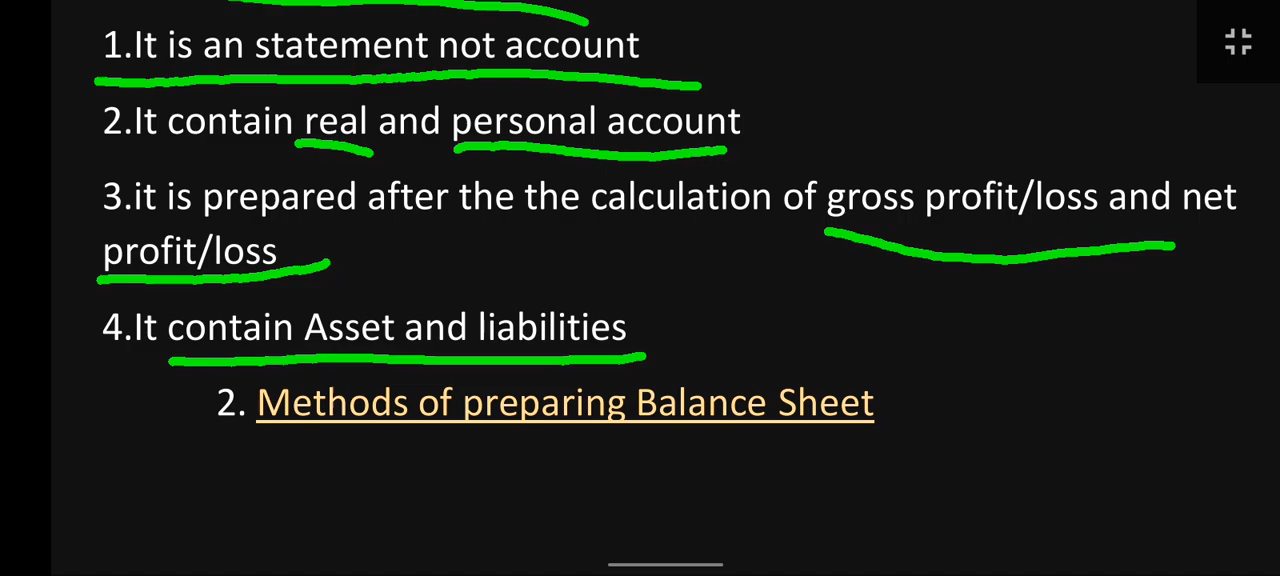 1.It is an statement not account
2.It contain real and personal account
3.it is prepared after the the calculation of gross profit/loss and net
profit/loss
4.It contain Asset and liabilities
2. Methods of preparing Balance Sheet